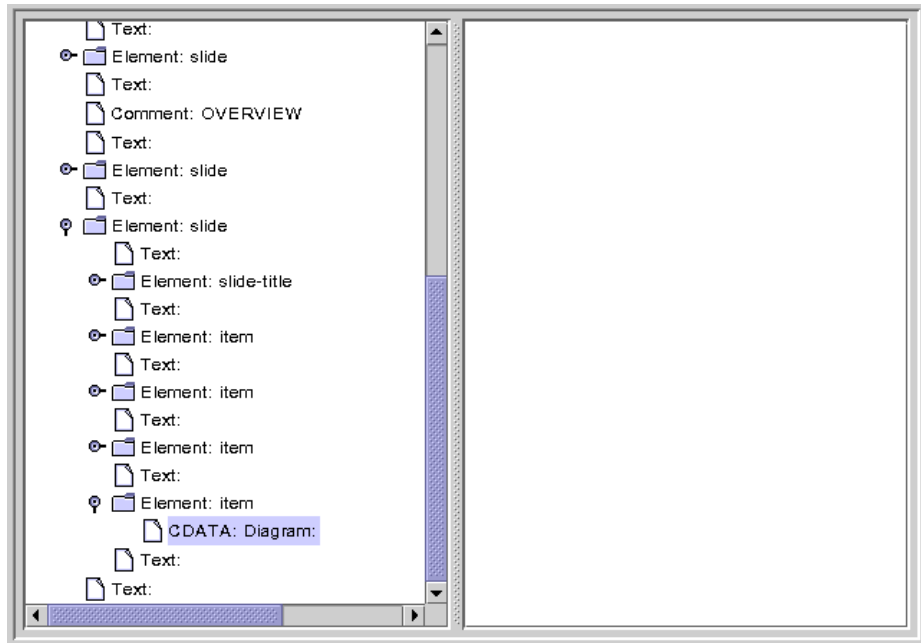 Text:
Element: slide
Text:
Comment: OVERVIEW
Text:
Element: slide
Text:
Element: slide
Text:
Element: slide-title
Text:
Element: item
Text:
Element: item
Text:
Element: item
Text:
Element: item
CDATA: Diagram:
Text:
Text: